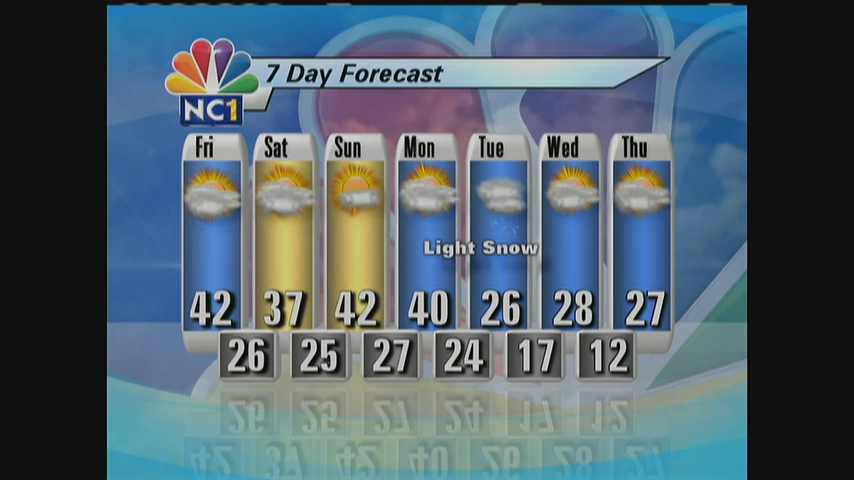 7 Day Forecast
NC1
Fri Sat Sun Mon Tue Wed Thu
Light Snow
42 37 42 40 26 28 27
26 25 27 24 17 12